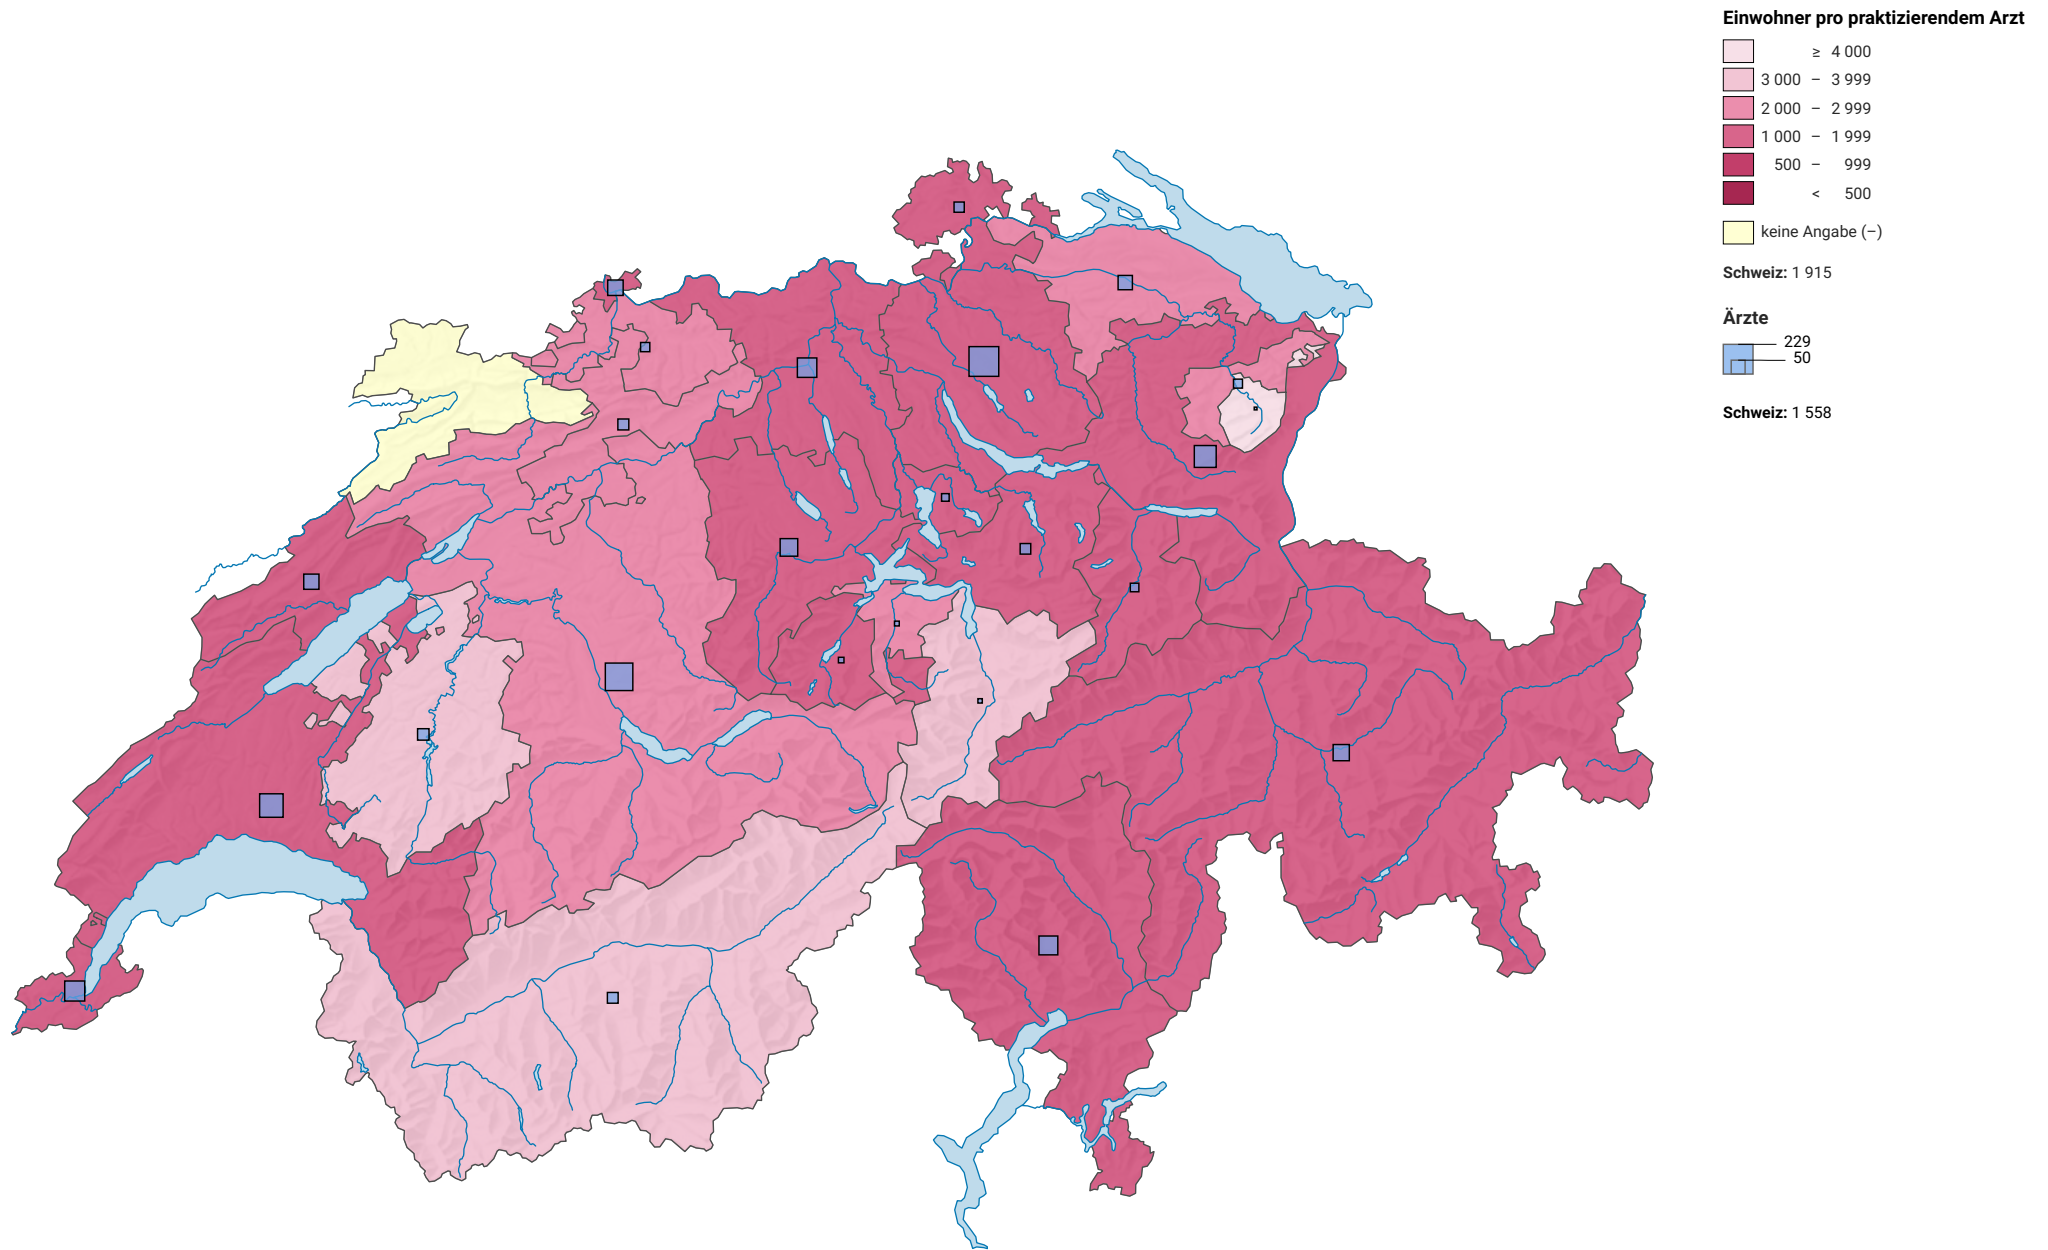 Einwohner pro praktizierendem Arzt
≥ 4 000
3 000 – 3 999
2 000 – 2 999
1 000 – 1 999
500 – 999
< 500
keine Angabe (–)
Schweiz: 1 915
Ärzte
229
50
Schweiz: 1 558